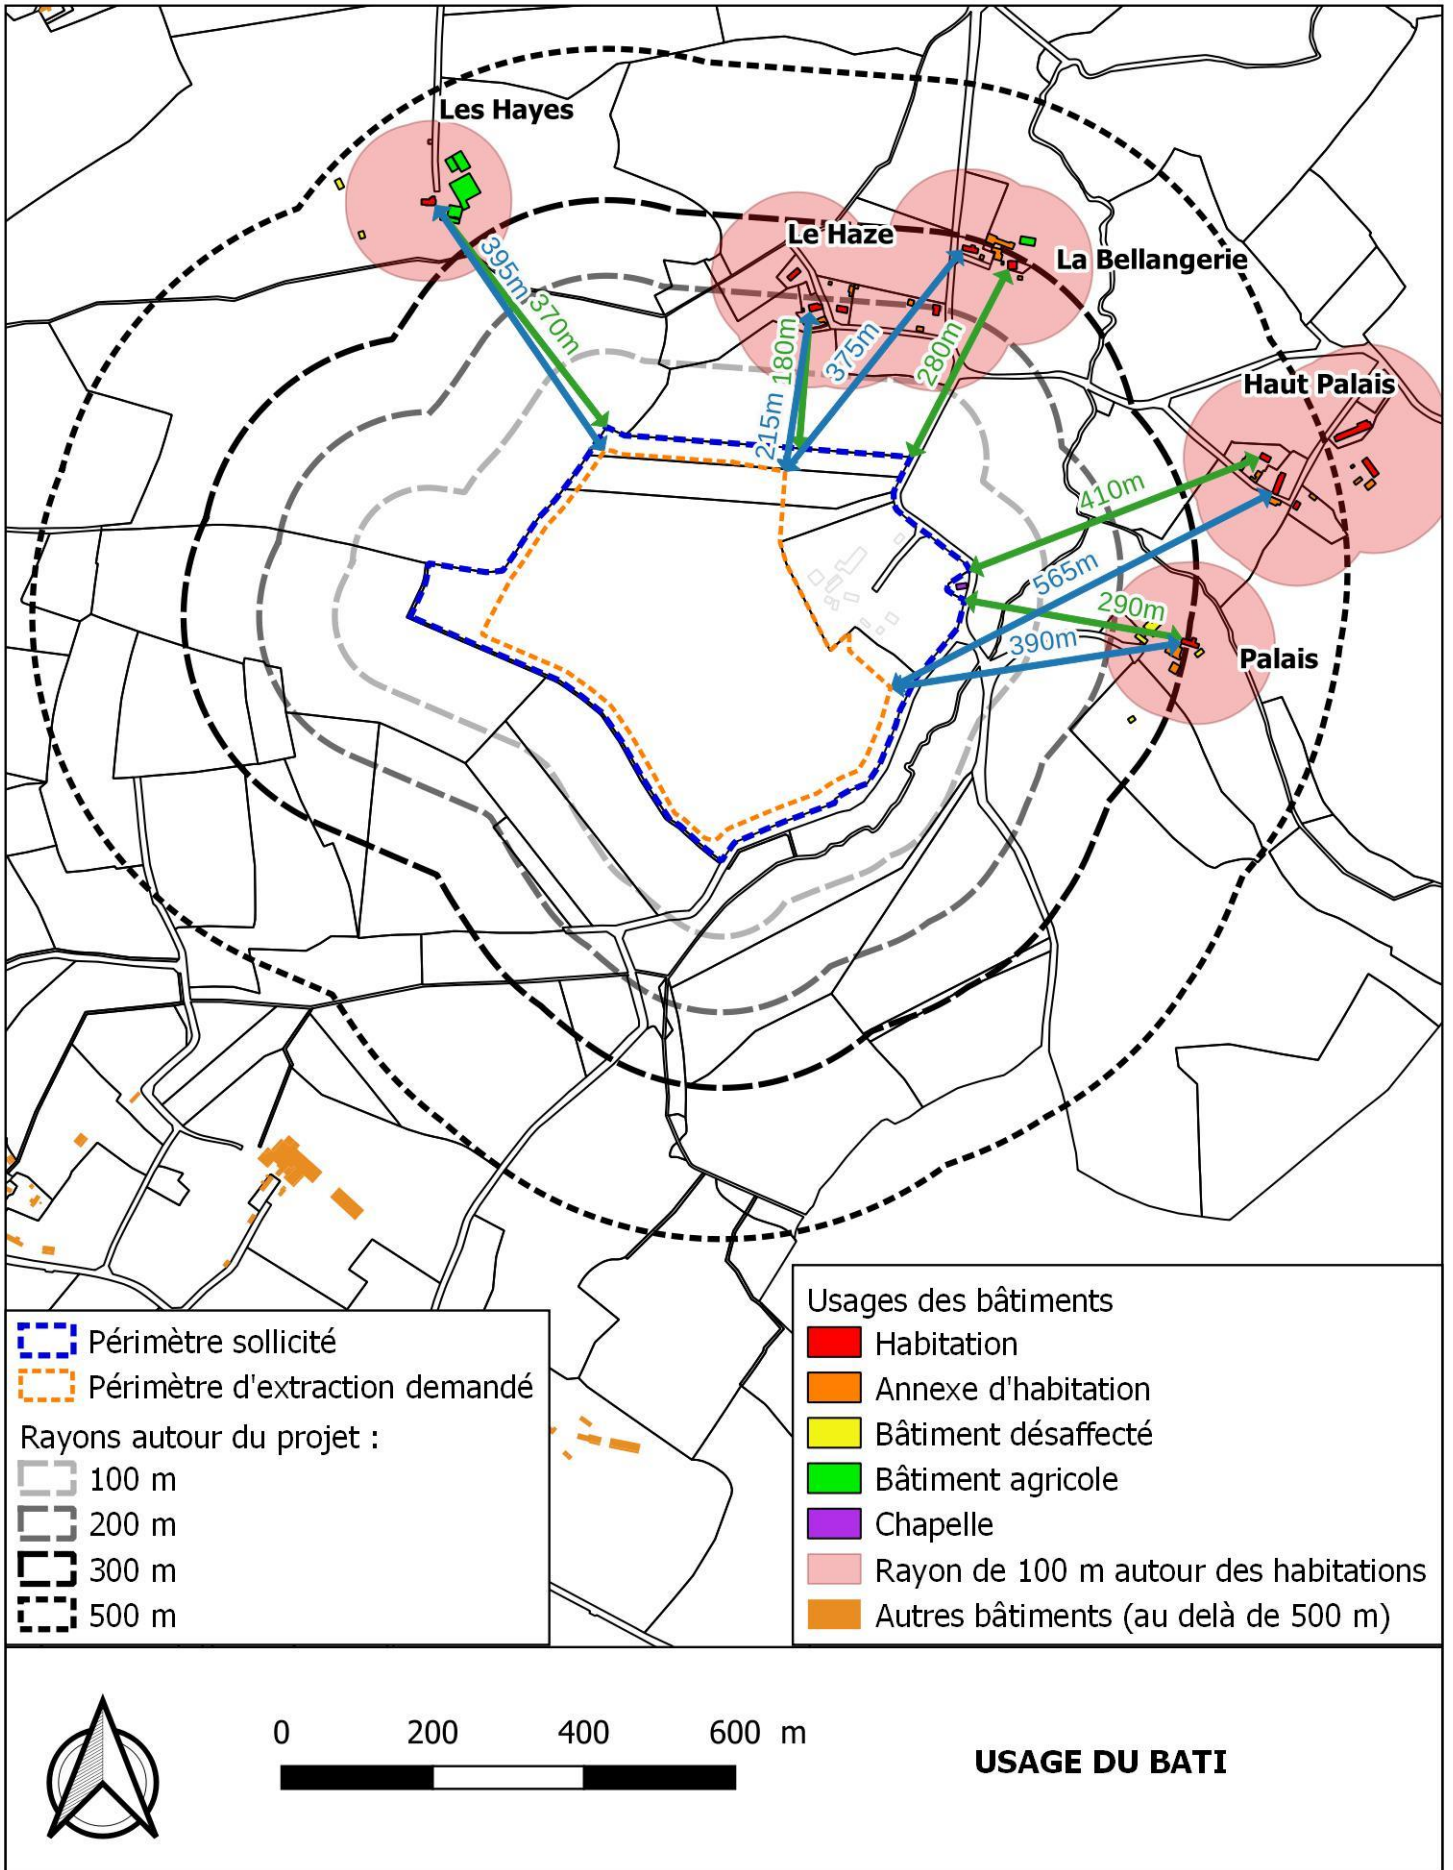 Les Hayes
Le Haze
La Bellangerie
Haut Palais
Palais
395m
370m
180m
215m
375m
280m
410m
565m
290m
390m
Périmètre sollicité
Périmètre d'extraction demandé
Rayons autour du projet :
100 m
200 m
300 m
500 m
Usages des bâtiments
Habitation
Annexe d'habitation
Bâtiment désaffecté
Bâtiment agricole
Chapelle
Rayon de 100 m autour des habitations
Autres bâtiments (au delà de 500 m)
0 200 400 600 m
USAGE DU BATI